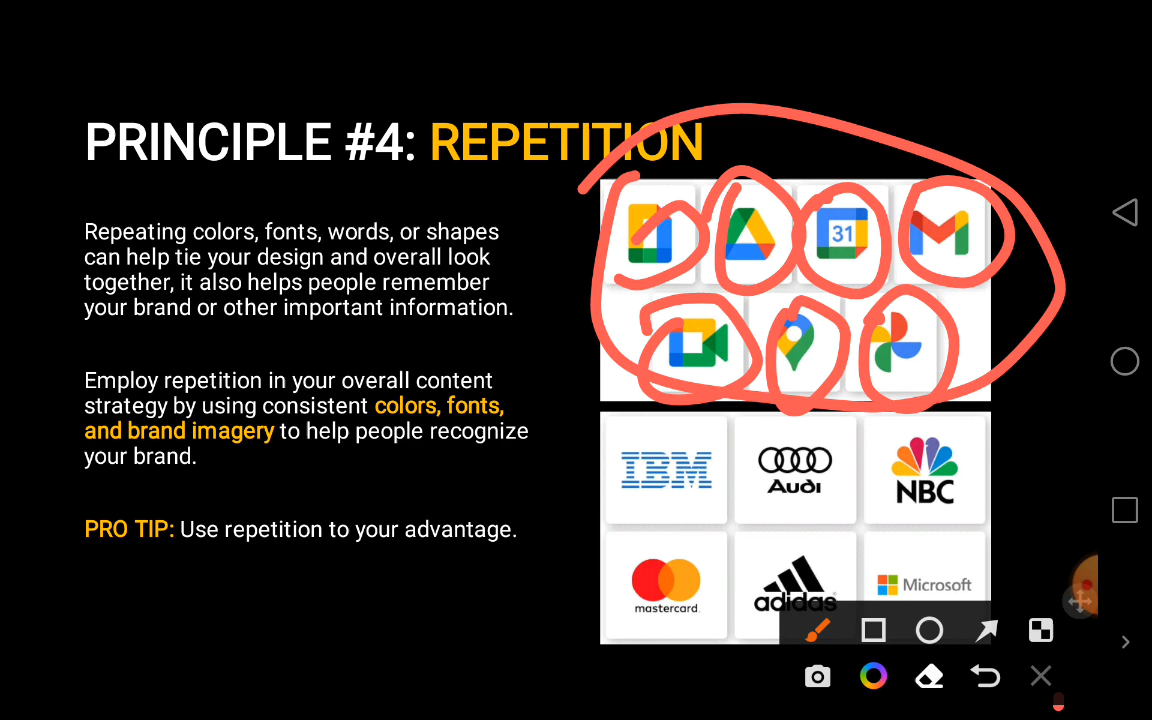 PRINCIPLE #4: REPETITION
Repeating colors, fonts, words, or shapes
can help tie your design and overall look
together, it also helps people remember
your brand or other important information.
Employ repetition in your overall content
strategy by using consistent colors, fonts,
and brand imagery to help people recognize
your brand.
PRO TIP: Use repetition to your advantage.
31
IBM
Audi
NBC
mastercard.
adidas
Microsoft